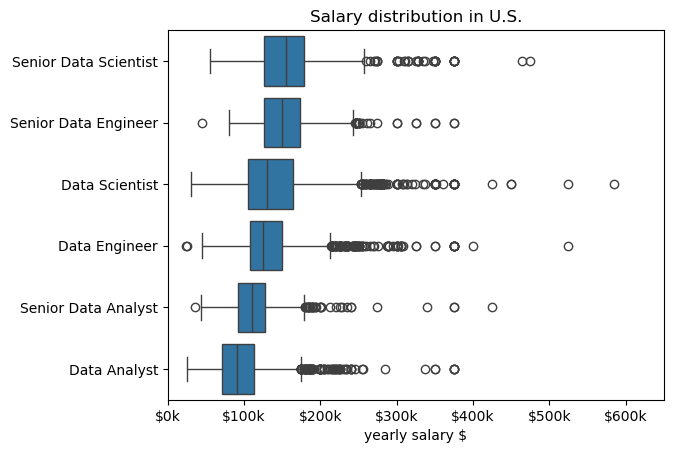 Salary distribution in U.S.
Senior Data Scientist
Senior Data Engineer
Data Scientist
Data Engineer
Senior Data Analyst
Data Analyst
$0k $100k $200k $300k $400k $500k $600k
yearly salary $